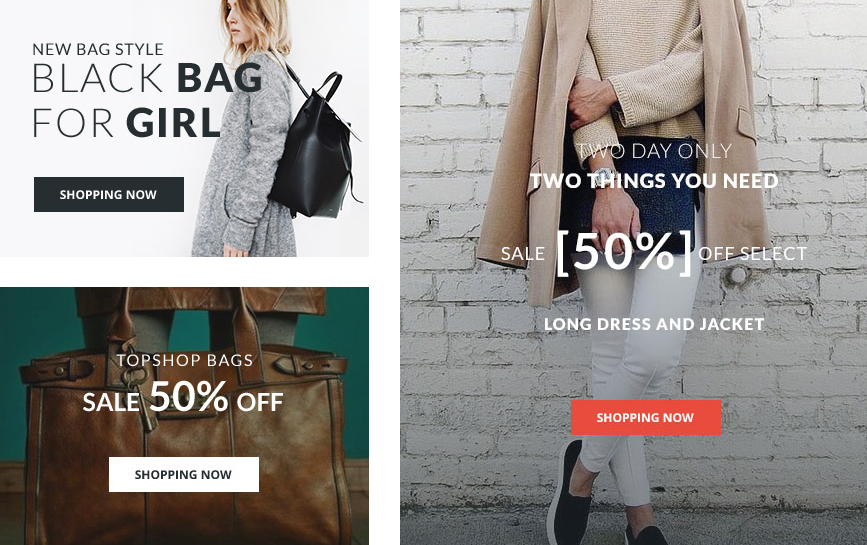 NEW BAG STYLE
BLACK BAG
FOR GIRL
SHOPPING NOW
TOPSHOP BAGS
SALE 50% OFF
SHOPPING NOW
TWO DAY ONLY
TWO THINGS YOU NEED
SALE [50%] OFF SELECT
LONG DRESS AND JACKET
SHOPPING NOW